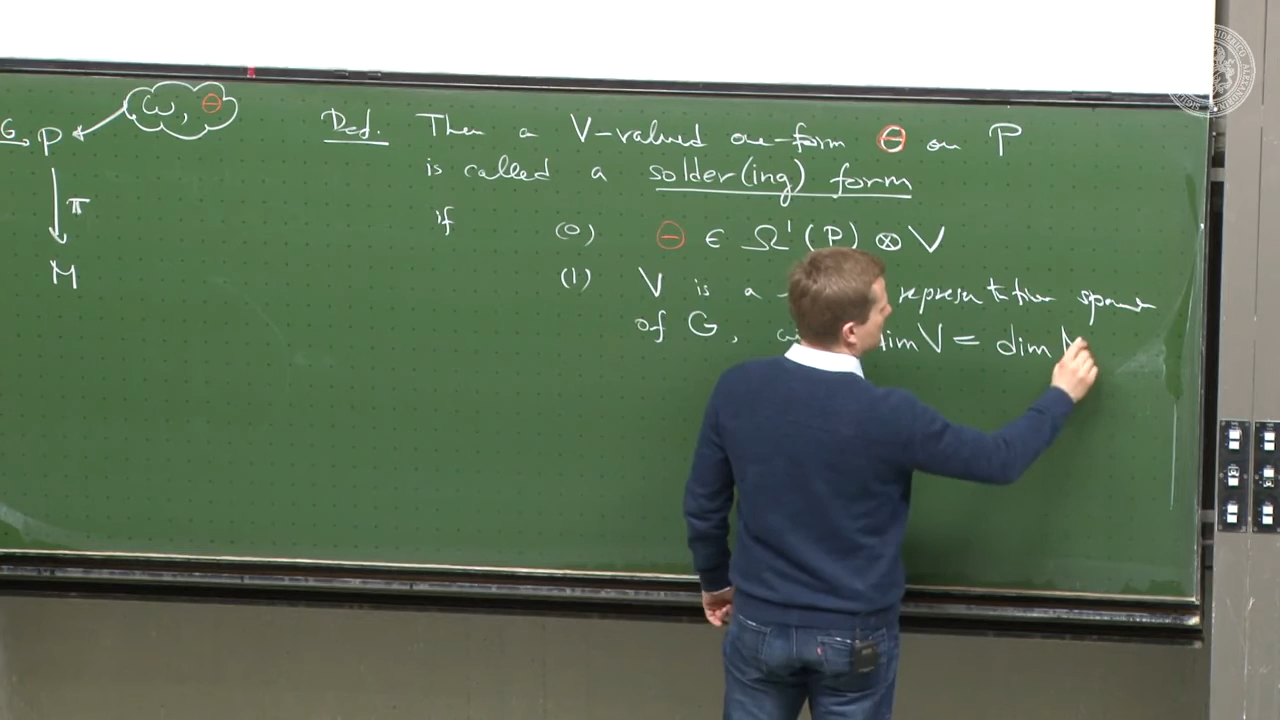 G P ω, Θ
π
M
Def. Then a V-valued one-form Θ on P
is called a solder(ing) form
if (0) Θ ∈ Ω¹(P) ⊗ V
(1) V is a representation space
of G, dim V = dim M